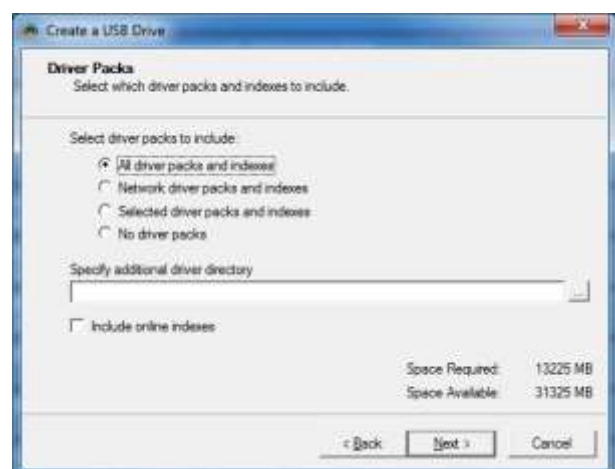 Create a USB Drive
Driver Packs
Select which driver packs and indexes to include.
Select driver packs to include:
All driver packs and indexes
Network driver packs and indexes
Selected driver packs and indexes
No driver packs
Specify additional driver directory
...
Include online indexes
Space Required: 13225 MB
Space Available: 31325 MB
< Back Next > Cancel